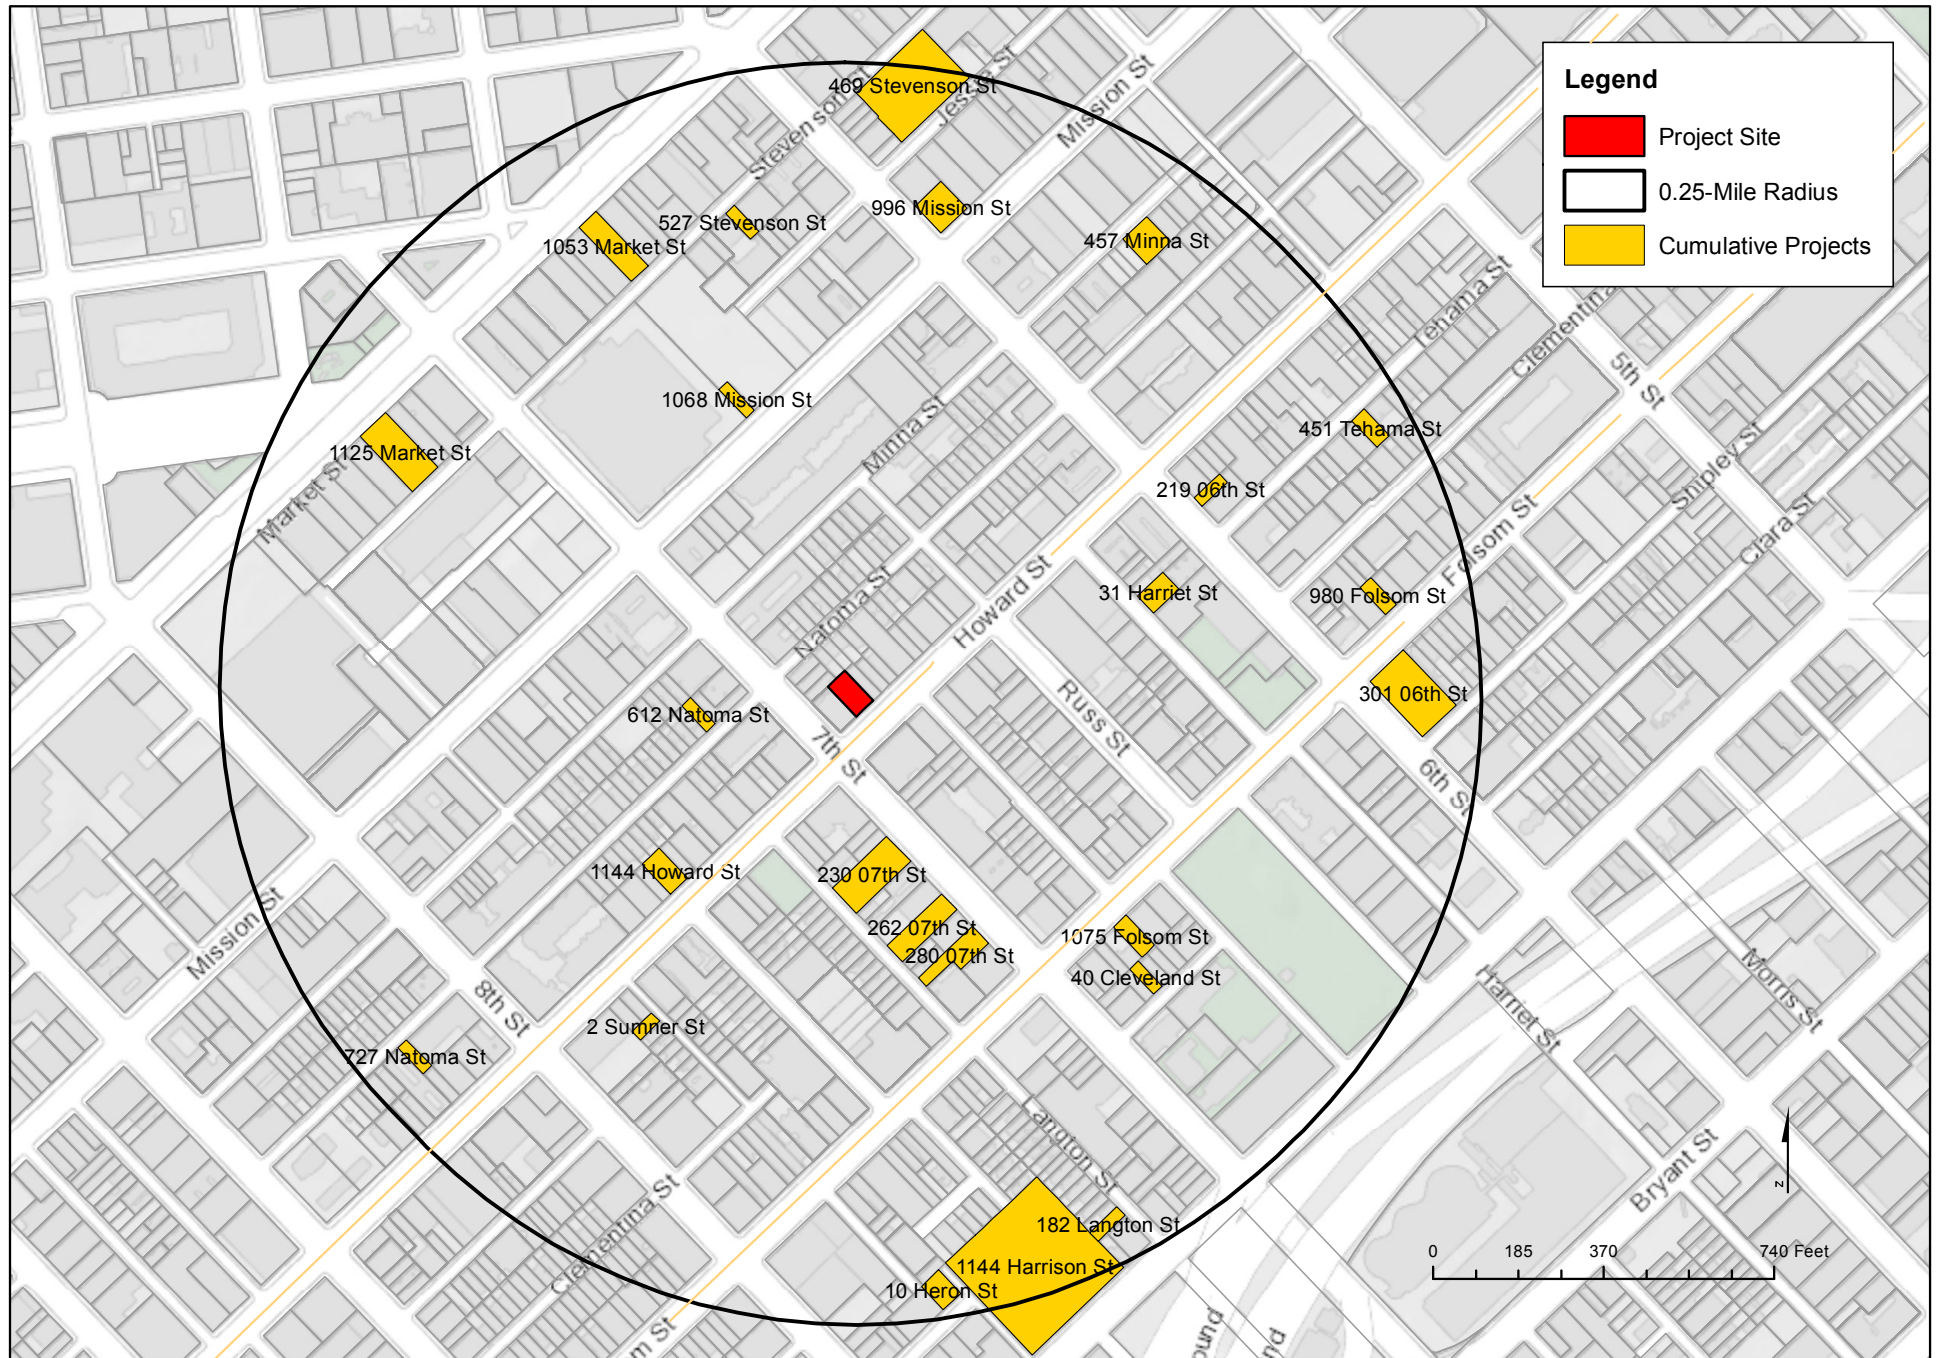 Legend
Project Site
0.25-Mile Radius
Cumulative Projects
469 Stevenson St
Stevenson St
Jessie St
Mission St
996 Mission St
527 Stevenson St
1053 Market St
457 Minna St
1068 Mission St
Minna St
Tehama St
Clementina
5th St
451 Tehama St
219 06th St
1125 Market St
Market St
Shipley St
Clara St
Folsom St
Natoma St
Howard St
31 Harriet St
980 Folsom St
301 06th St
Russ St
612 Natoma St
7th St
6th St
1144 Howard St
230 07th St
262 07th St
280 07th St
1075 Folsom St
40 Cleveland St
Mission St
8th St
2 Sumner St
727 Natoma St
Harriet St
Morris St
Langton St
182 Langton St
1144 Harrison St
10 Heron St
Clementina St
Bryant St
N
0 185 370 740 Feet
m St